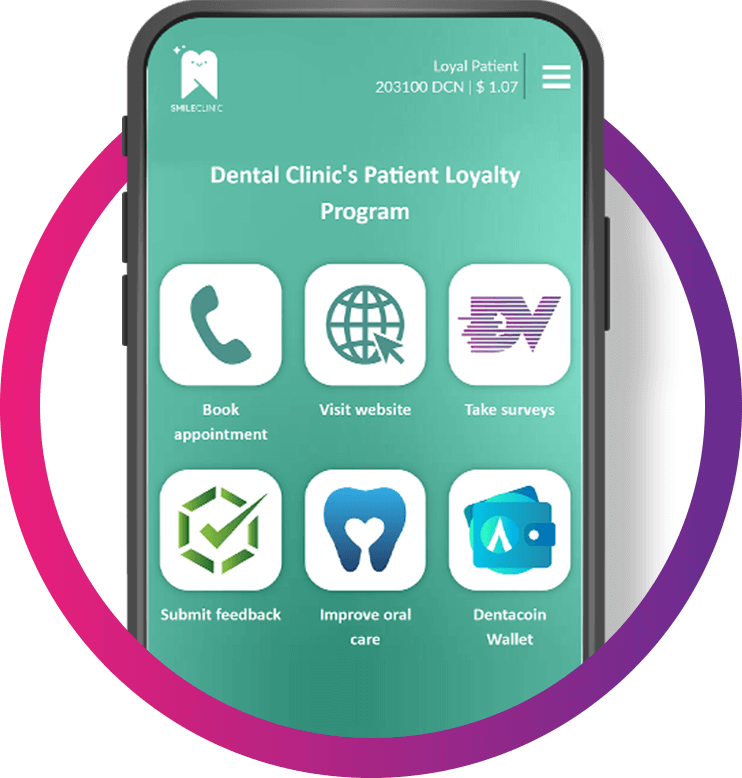 Loyal Patient
203100 DCN | $ 1.07
SMILECLINIC
Dental Clinic's Patient Loyalty
Program
Book
appointment
Visit website
Take surveys
DV
Submit feedback
Improve oral
care
Dentacoin
Wallet